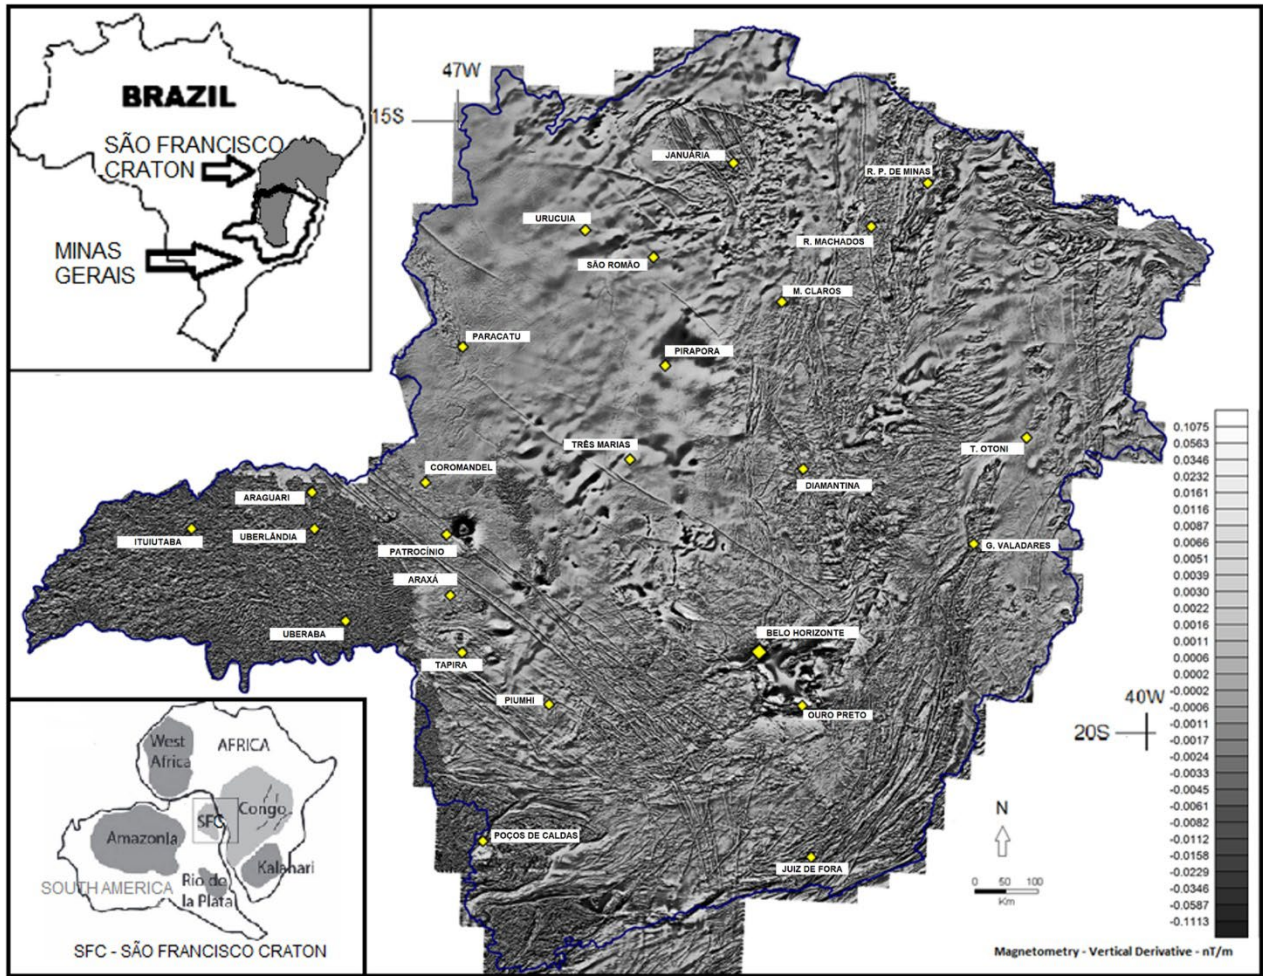 BRAZIL
SÃO FRANCISCO
CRATON
MINAS
GERAIS
47W
15S
JANUÁRIA
R. P. DE MINAS
URUCUIA
R. MACHADOS
SÃO ROMÃO
M. CLAROS
PARACATU
PIRAPORA
TRÊS MARIAS
T. OTONI
COROMANDEL
DIAMANTINA
ARAGUARI
ITUIUTABA
UBERLÂNDIA
PATROCÍNIO
G. VALADARES
ARAXÁ
UBERABA
BELO HORIZONTE
TAPIRA
PIUMHI
OURO PRETO
POÇOS DE CALDAS
JUIZ DE FORA
40W
20S
N
0 50 100
Km
0.1075
0.0563
0.0346
0.0232
0.0161
0.0116
0.0087
0.0066
0.0051
0.0039
0.0030
0.0022
0.0016
0.0011
0.0006
0.0002
-0.0002
-0.0006
-0.0011
-0.0017
-0.0024
-0.0033
-0.0045
-0.0061
-0.0082
-0.0112
-0.0158
-0.0229
-0.0346
-0.0587
-0.1113
Magnetometry - Vertical Derivative - nT/m
West
Africa
AFRICA
Congo
SFC
Amazonia
Kalahari
SOUTH AMERICA
Rio de
la Plata
SFC - SÃO FRANCISCO CRATON